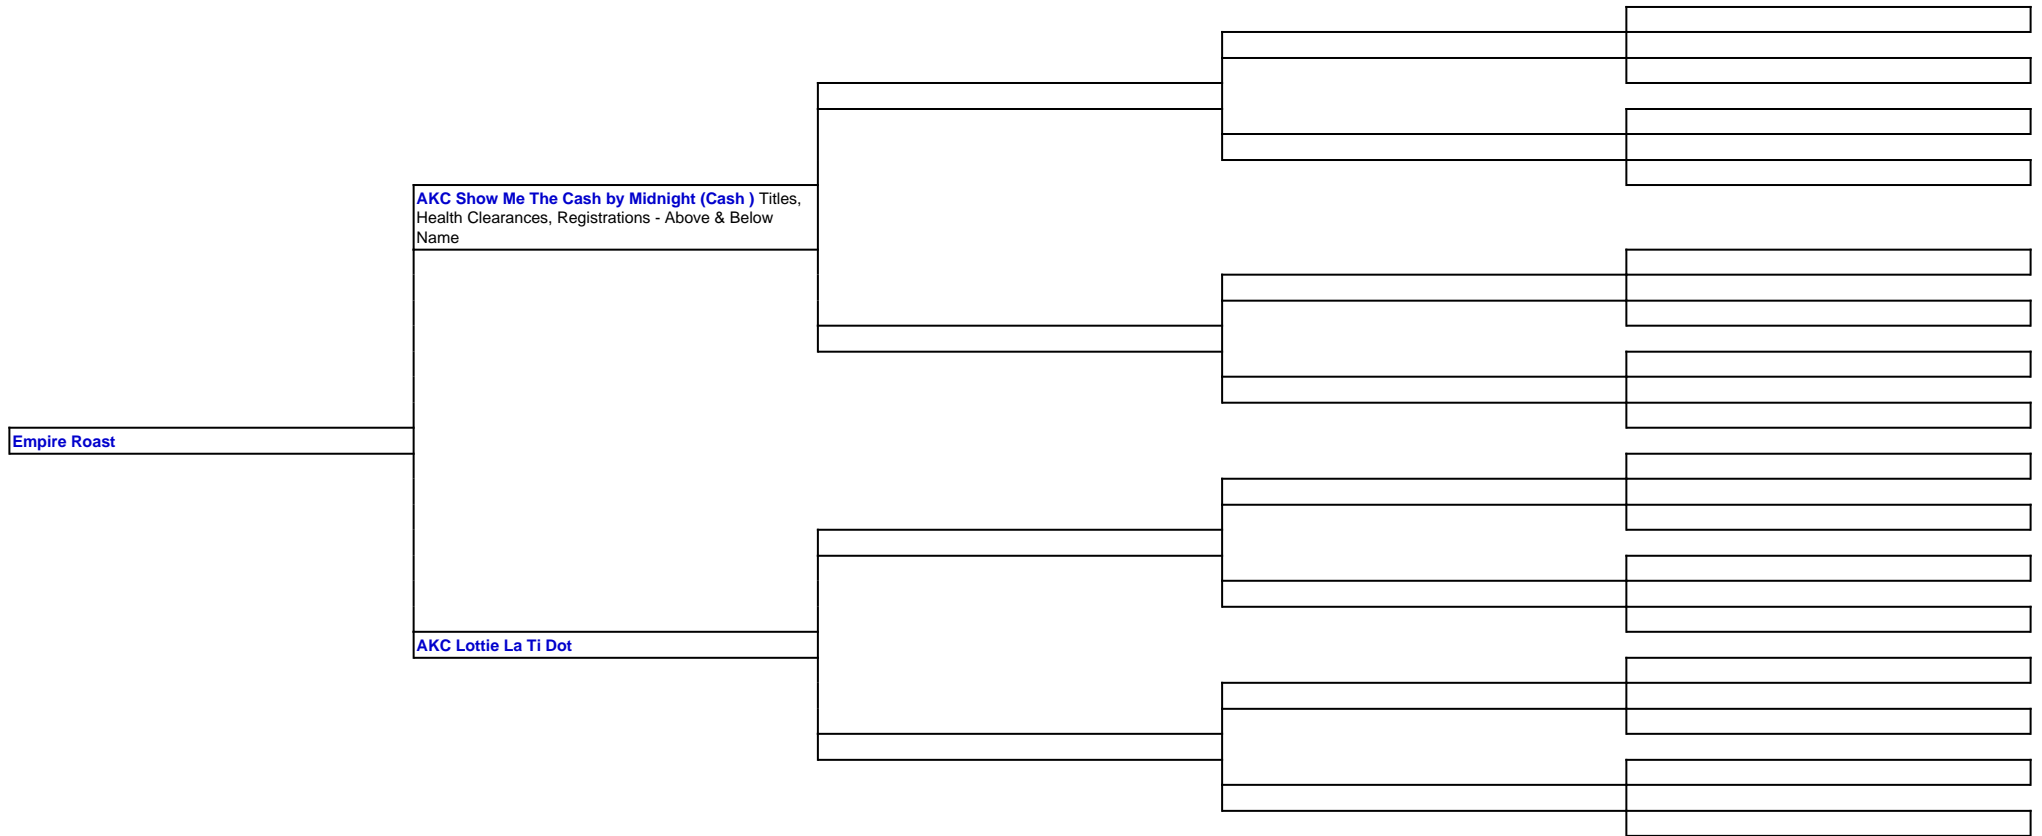 AKC Show Me The Cash by Midnight (Cash ) Titles,
Health Clearances, Registrations - Above & Below
Name
Empire Roast
AKC Lottie La Ti Dot